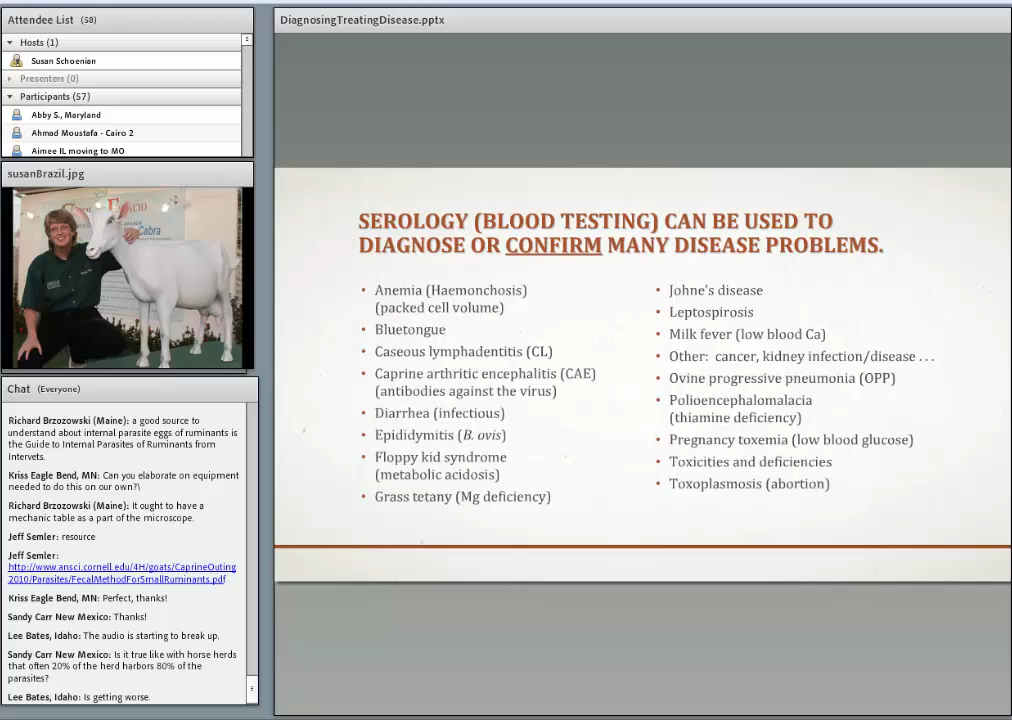 Attendee List (58)
Hosts (1)
Susan Schoenian
Presenters (0)
Participants (57)
Abby S., Maryland
Ahmad Moustafa - Cairo 2
Aimee IL moving to MO
susanBrazil.jpg
Cabra
Chat (Everyone)
Richard Brzozowski (Maine): a good source to
understand about internal parasite eggs of ruminants is
the Guide to Internal Parasites of Ruminants from
Intervets.
Kriss Eagle Bend, MN: Can you elaborate on equipment
needed to do this on our own?\
Richard Brzozowski (Maine): It ought to have a
mechanic table as a part of the microscope.
Jeff Semler: resource
Jeff Semler:
http://www.ansci.cornell.edu/4H/goats/CaprineOuting
2010/Parasites/FecalMethodForSmallRuminants.pdf
Kriss Eagle Bend, MN: Perfect, thanks!
Sandy Carr New Mexico: Thanks!
Lee Bates, Idaho: The audio is starting to break up.
Sandy Carr New Mexico: Is it true like with horse herds
that often 20% of the herd harbors 80% of the
parasites?
Lee Bates, Idaho: Is getting worse.
DiagnosingTreatingDisease.pptx
SEROLOGY (BLOOD TESTING) CAN BE USED TO
DIAGNOSE OR CONFIRM MANY DISEASE PROBLEMS.
• Anemia (Haemonchosis)
(packed cell volume)
• Bluetongue
• Caseous lymphadentitis (CL)
• Caprine arthritic encephalitis (CAE)
(antibodies against the virus)
• Diarrhea (infectious)
• Epididymitis (B. ovis)
• Floppy kid syndrome
(metabolic acidosis)
• Grass tetany (Mg deficiency)
• Johne's disease
• Leptospirosis
• Milk fever (low blood Ca)
• Other: cancer, kidney infection/disease . . .
• Ovine progressive pneumonia (OPP)
• Polioencephalomalacia
(thiamine deficiency)
• Pregnancy toxemia (low blood glucose)
• Toxicities and deficiencies
• Toxoplasmosis (abortion)